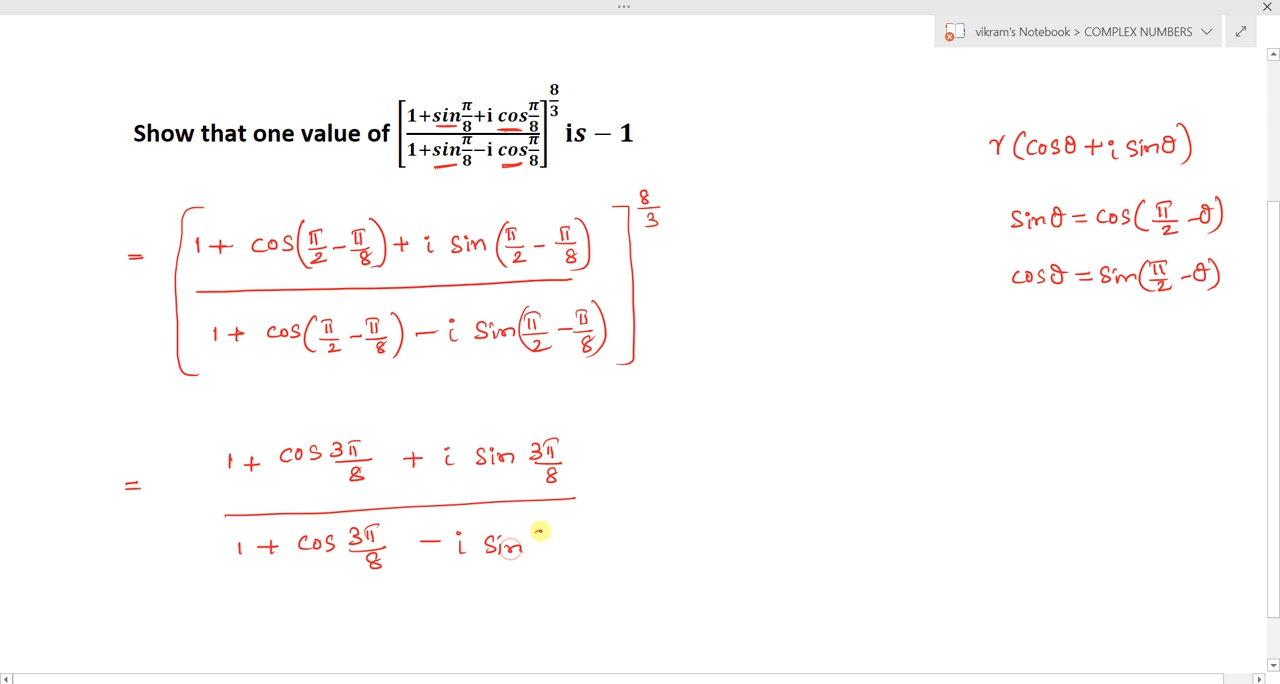 vikram's Notebook > COMPLEX NUMBERS
Show that one value of [(1+sin π/8 + i cos π/8)/(1+sin π/8 − i cos π/8)]^(8/3) is − 1
r (cosθ + i sinθ)
sinθ = cos(π/2 − θ)
cosθ = sin(π/2 − θ)
= [(1 + cos(π/2 − π/8) + i sin(π/2 − π/8))/(1 + cos(π/2 − π/8) − i sin(π/2 − π/8))]^(8/3)
= (1 + cos 3π/8 + i sin 3π/8)/(1 + cos 3π/8 − i sin